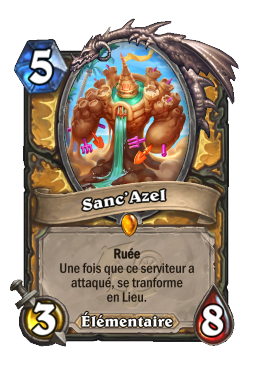 5
Sanc'Azel
Ruée
Une fois que ce serviteur a
attaqué, se tranforme
en Lieu.
3
Élémentaire
8